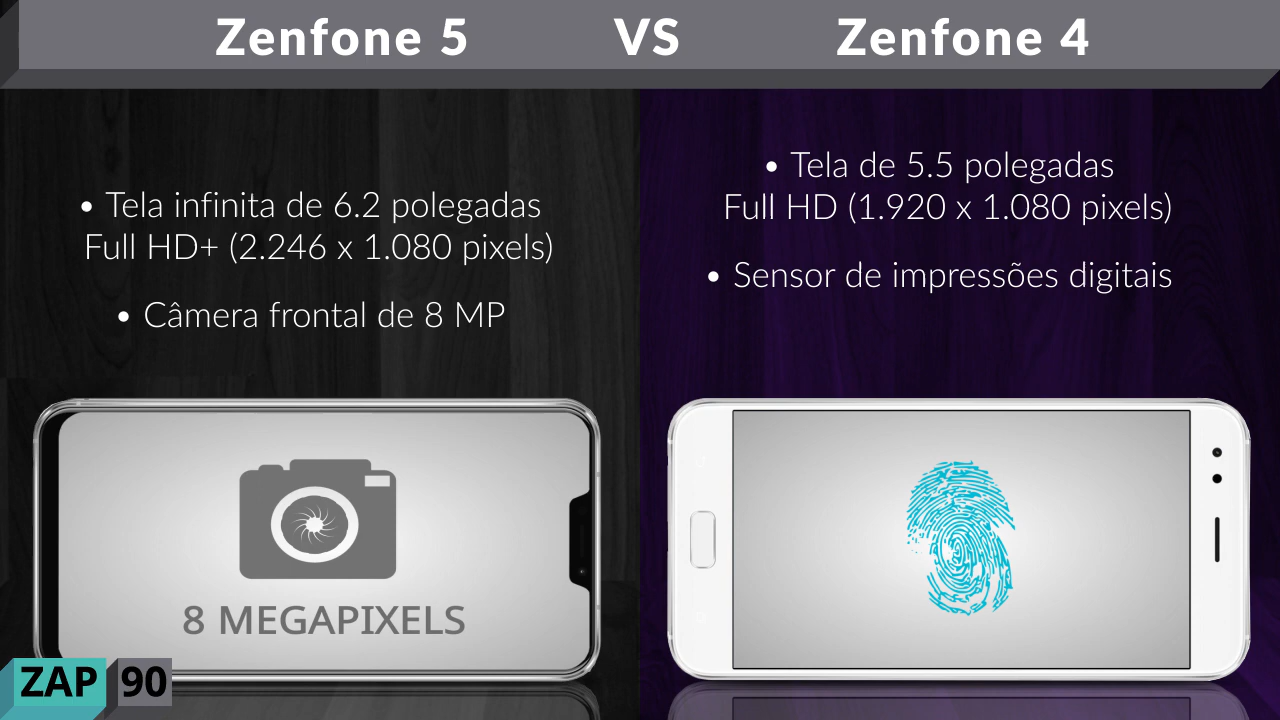 Zenfone 5 VS Zenfone 4
• Tela infinita de 6.2 polegadas
Full HD+ (2.246 x 1.080 pixels)
• Câmera frontal de 8 MP
8 MEGAPIXELS
• Tela de 5.5 polegadas
Full HD (1.920 x 1.080 pixels)
• Sensor de impressões digitais
ZAP 90